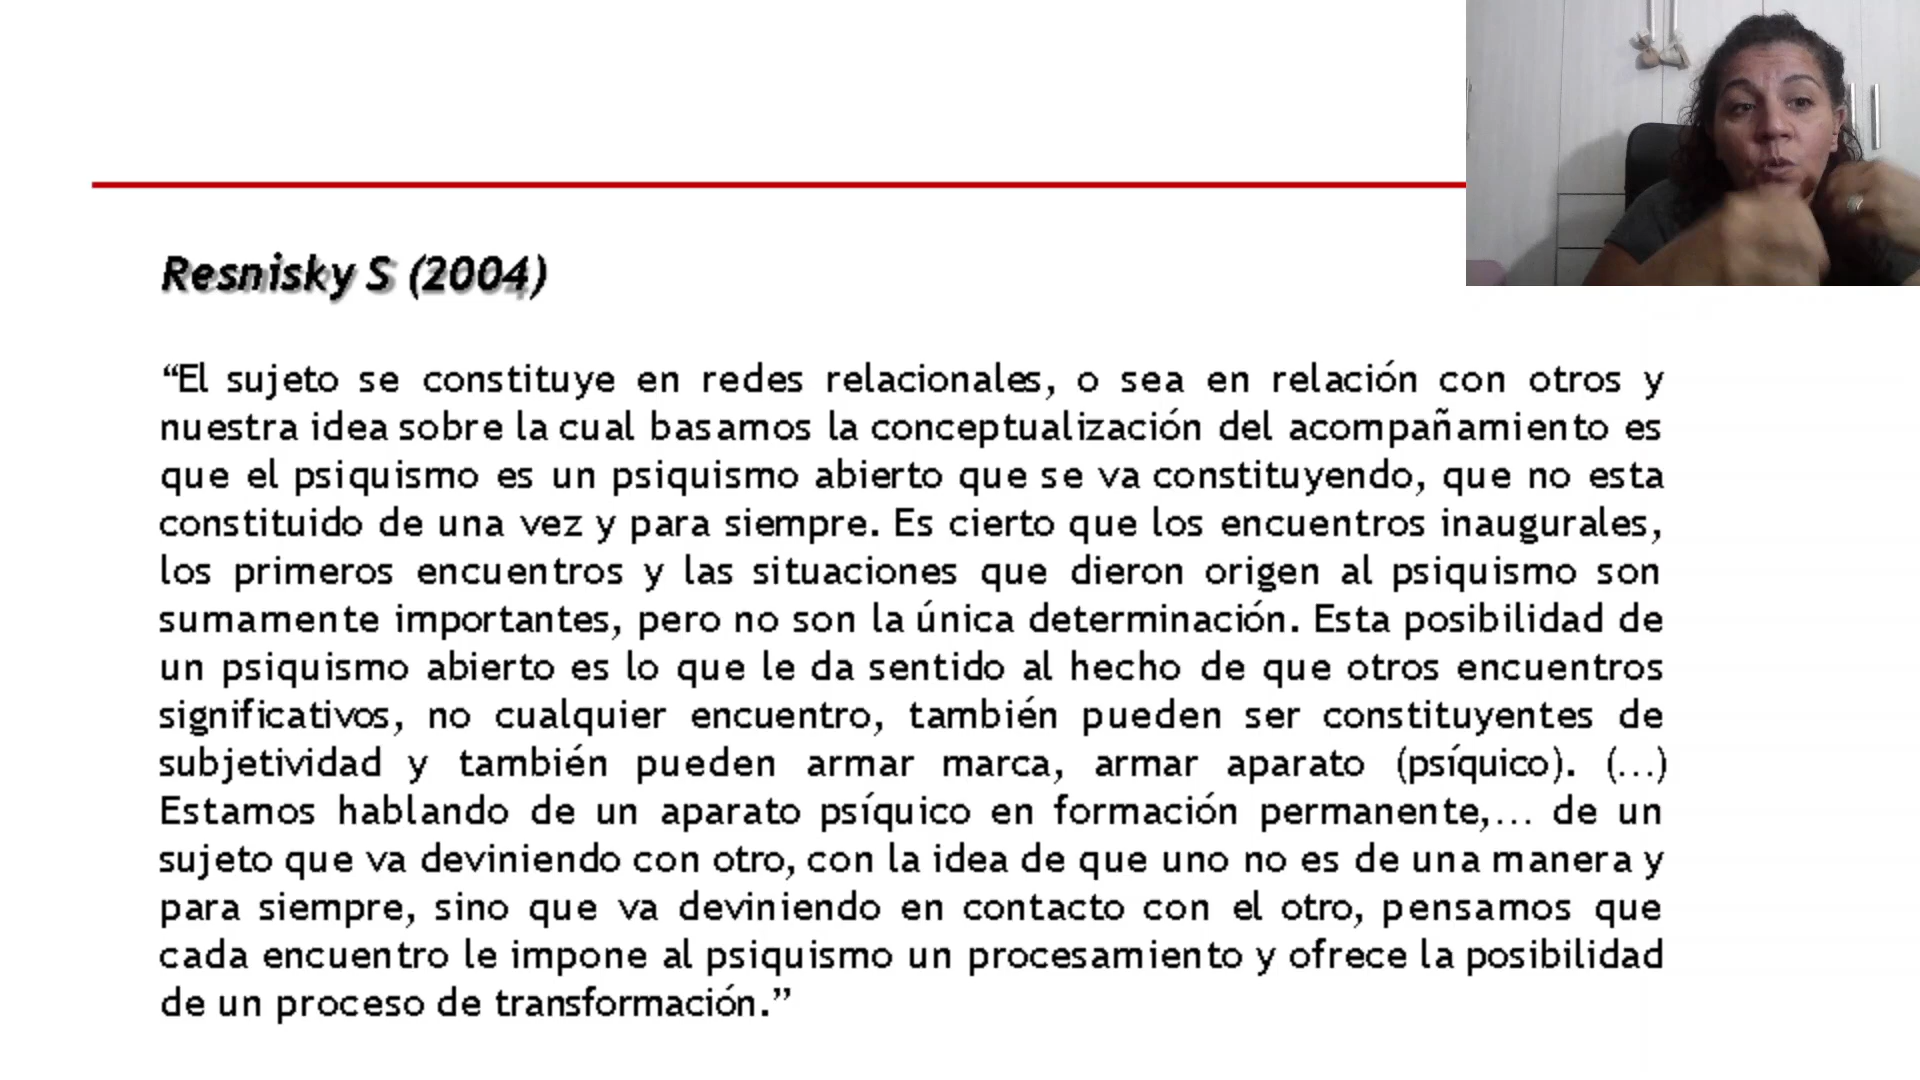 Resnisky S (2004)
“El sujeto se constituye en redes relacionales, o sea en relación con otros y
nuestra idea sobre la cual basamos la conceptualización del acompañamiento es
que el psiquismo es un psiquismo abierto que se va constituyendo, que no esta
constituido de una vez y para siempre. Es cierto que los encuentros inaugurales,
los primeros encuentros y las situaciones que dieron origen al psiquismo son
sumamente importantes, pero no son la única determinación. Esta posibilidad de
un psiquismo abierto es lo que le da sentido al hecho de que otros encuentros
significativos, no cualquier encuentro, también pueden ser constituyentes de
subjetividad y también pueden armar marca, armar aparato (psíquico). (...)
Estamos hablando de un aparato psíquico en formación permanente,... de un
sujeto que va deviniendo con otro, con la idea de que uno no es de una manera y
para siempre, sino que va deviniendo en contacto con el otro, pensamos que
cada encuentro le impone al psiquismo un procesamiento y ofrece la posibilidad
de un proceso de transformación.”